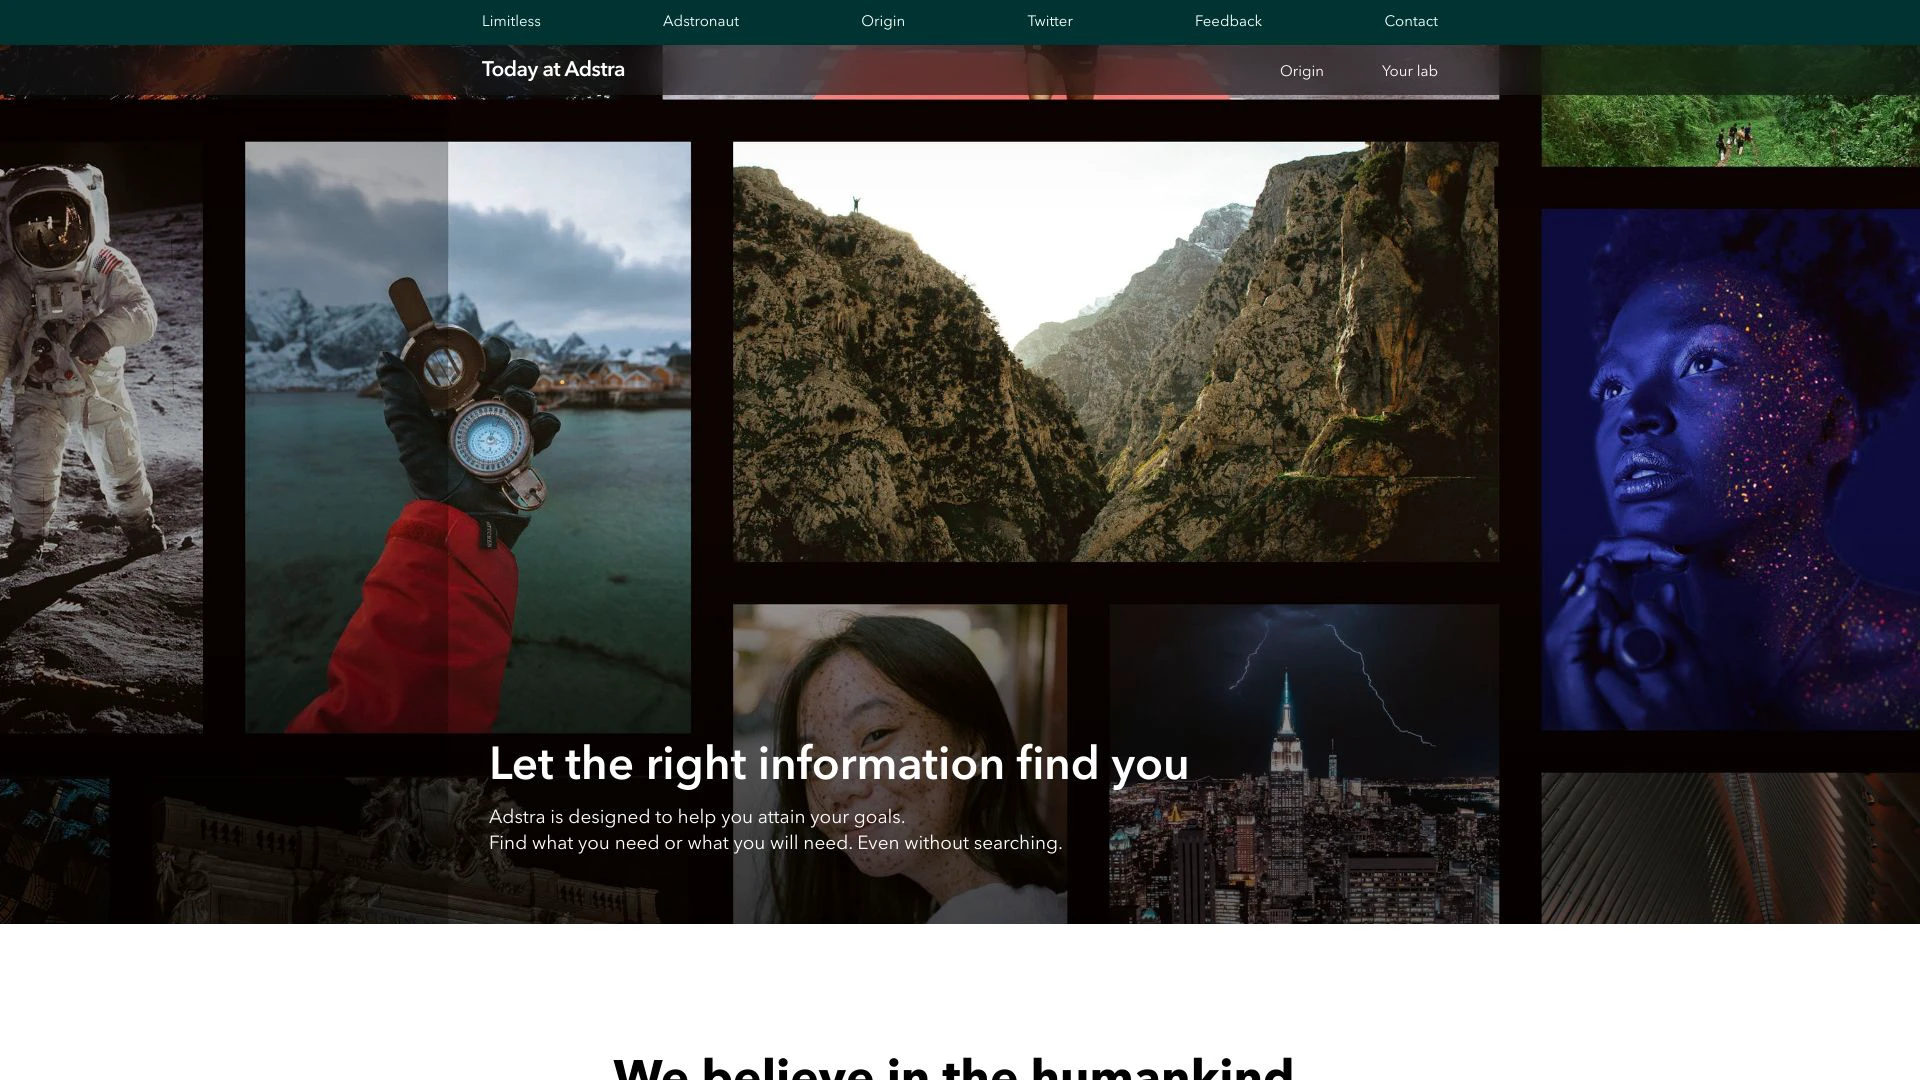 Limitless
Adstronaut
Origin
Twitter
Feedback
Contact
Today at Adstra
Origin
Your lab
Let the right information find you
Adstra is designed to help you attain your goals.
Find what you need or what you will need. Even without searching.
We believe in the humankind